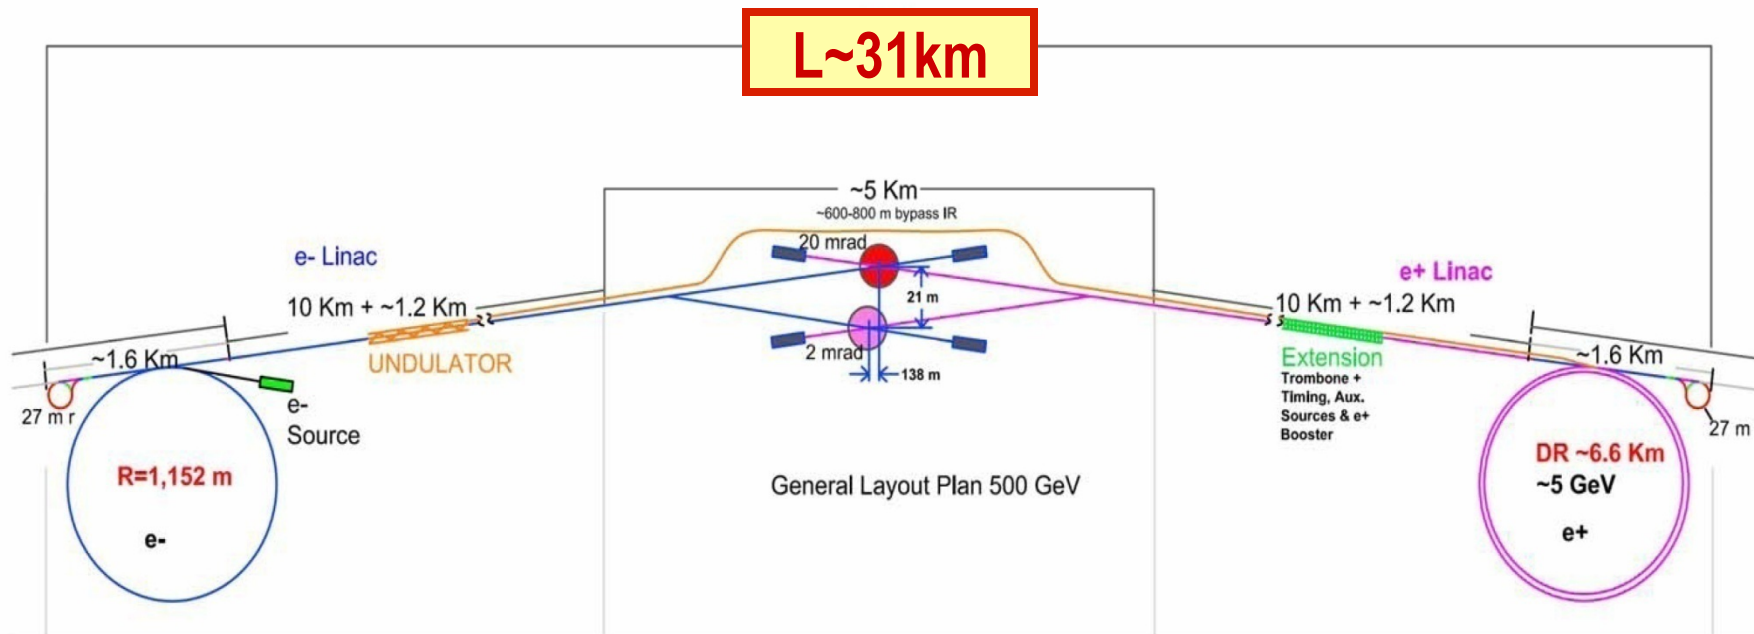 L~31km
~5 Km
~600-800 m bypass IR
20 mrad
e- Linac
e+ Linac
10 Km + ~1.2 Km
21 m
10 Km + ~1.2 Km
UNDULATOR
2 mrad
138 m
Extension
Trombone +
Timing, Aux.
Sources & e+
Booster
~1.6 Km
~1.6 Km
27 m r
e-
Source
27 m
R=1,152 m
e-
General Layout Plan 500 GeV
DR ~6.6 Km
~5 GeV
e+